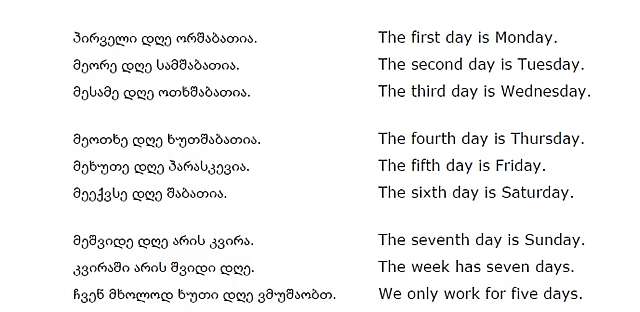 პირველი დღე ორშაბათია. The first day is Monday.
მეორე დღე სამშაბათია. The second day is Tuesday.
მესამე დღე ოთხშაბათია. The third day is Wednesday.
მეოთხე დღე ხუთშაბათია. The fourth day is Thursday.
მეხუთე დღე პარასკევია. The fifth day is Friday.
მეექვსე დღე შაბათია. The sixth day is Saturday.
მეშვიდე დღე არის კვირა. The seventh day is Sunday.
კვირაში არის შვიდი დღე. The week has seven days.
ჩვენ მხოლოდ ხუთი დღე ვმუშაობთ. We only work for five days.